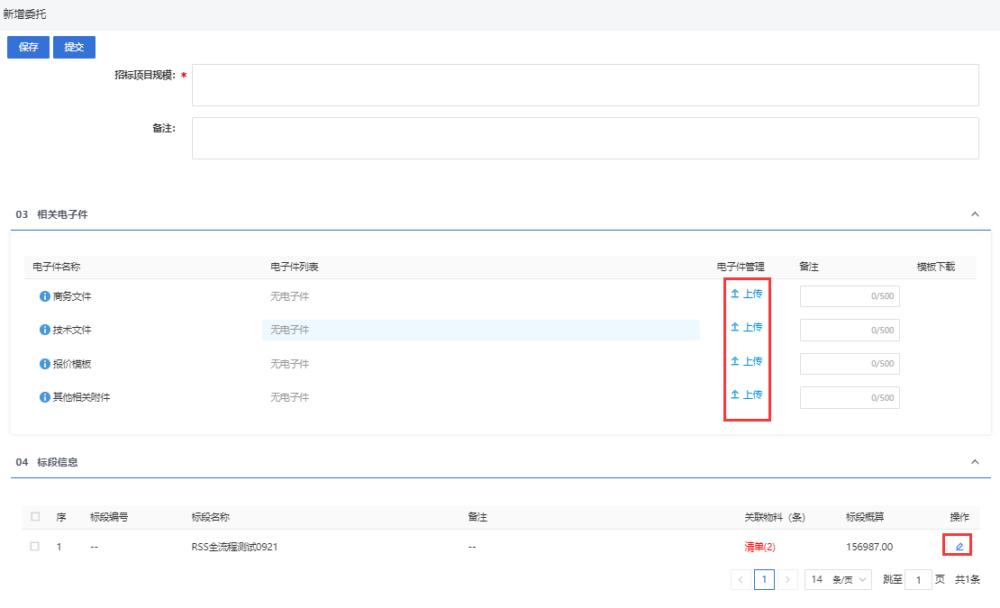 新增委托
保存 提交
招标项目规模: *
备注:
03 相关电子件
电子件名称 电子件列表 电子件管理 备注 模板下载
商务文件 无电子件 上传 0/500
技术文件 无电子件 上传 0/500
报价模板 无电子件 上传 0/500
其他相关附件 无电子件 上传 0/500
04 标段信息
序 标段编号 标段名称 备注 关联物料（条） 标段概算 操作
1 -- RSS全流程测试0921 -- 清单(2) 156987.00
< 1 > 14 条/页 跳至 1 页 共1条